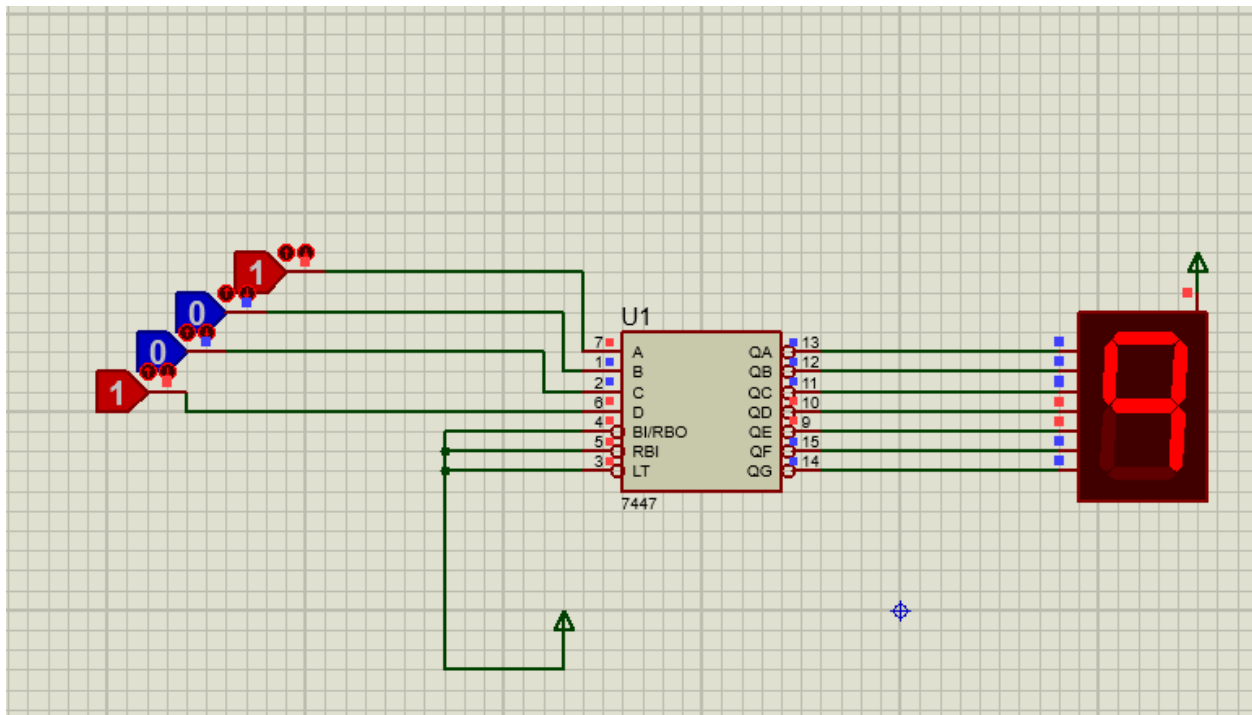 1
0
0
1
U1
7 A QA 13
1 B QB 12
2 C QC 11
6 D QD 10
4 BI/RBO QE 9
5 RBI QF 15
3 LT QG 14
7447
9